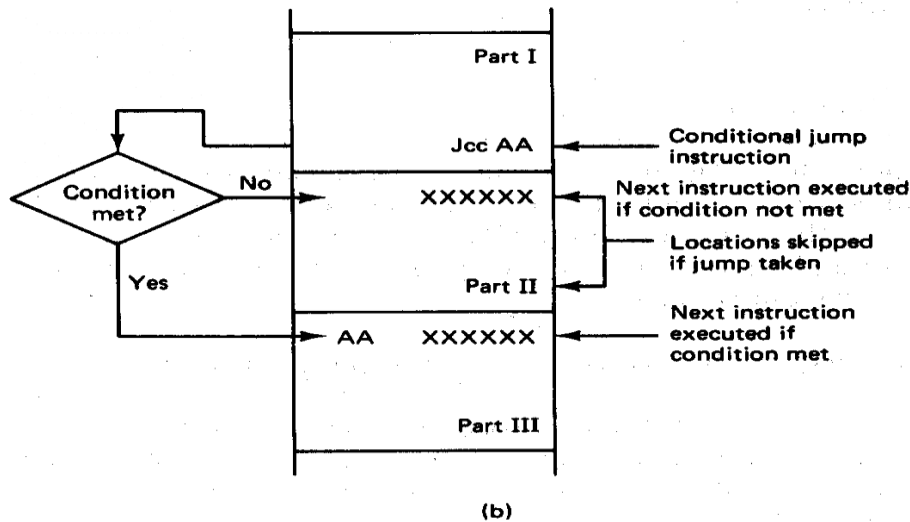 Part I
Jcc AA
Conditional jump
instruction
Condition
met?
No
XXXXXX
Next instruction executed
if condition not met
Locations skipped
if jump taken
Yes
Part II
AA XXXXXX
Next instruction
executed if
condition met
Part III
(b)